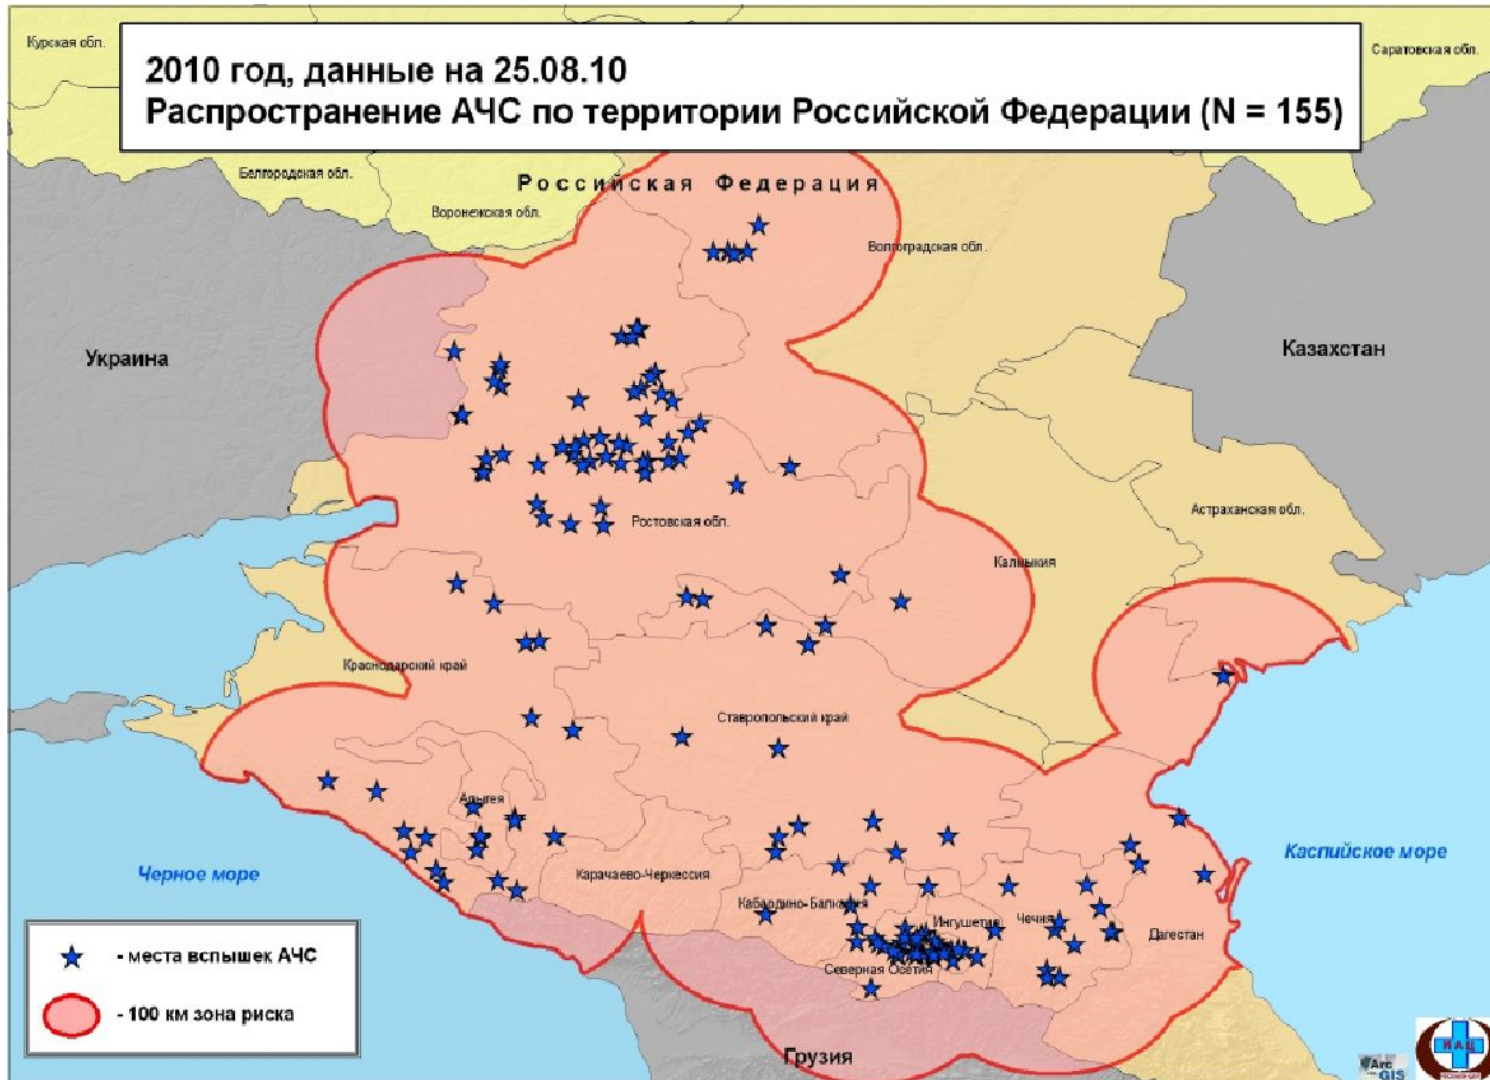 Курская обл.
Саратовская обл.
2010 год, данные на 25.08.10
Распространение АЧС по территории Российской Федерации (N = 155)
Белгородская обл.
Российская Федерация
Воронежская обл.
Волгоградская обл.
Украина
Казахстан
Астраханская обл.
Ростовская обл.
Калмыкия
Краснодарский край
Ставропольский край
Адыгея
Черное море
Карачаево-Черкессия
Каспийское море
Кабардино-Балкария
Ингушетия
Чечня
Дагестан
Северная Осетия
- места вспышек АЧС
- 100 км зона риска
Грузия
ИАЦ
Arc
GIS